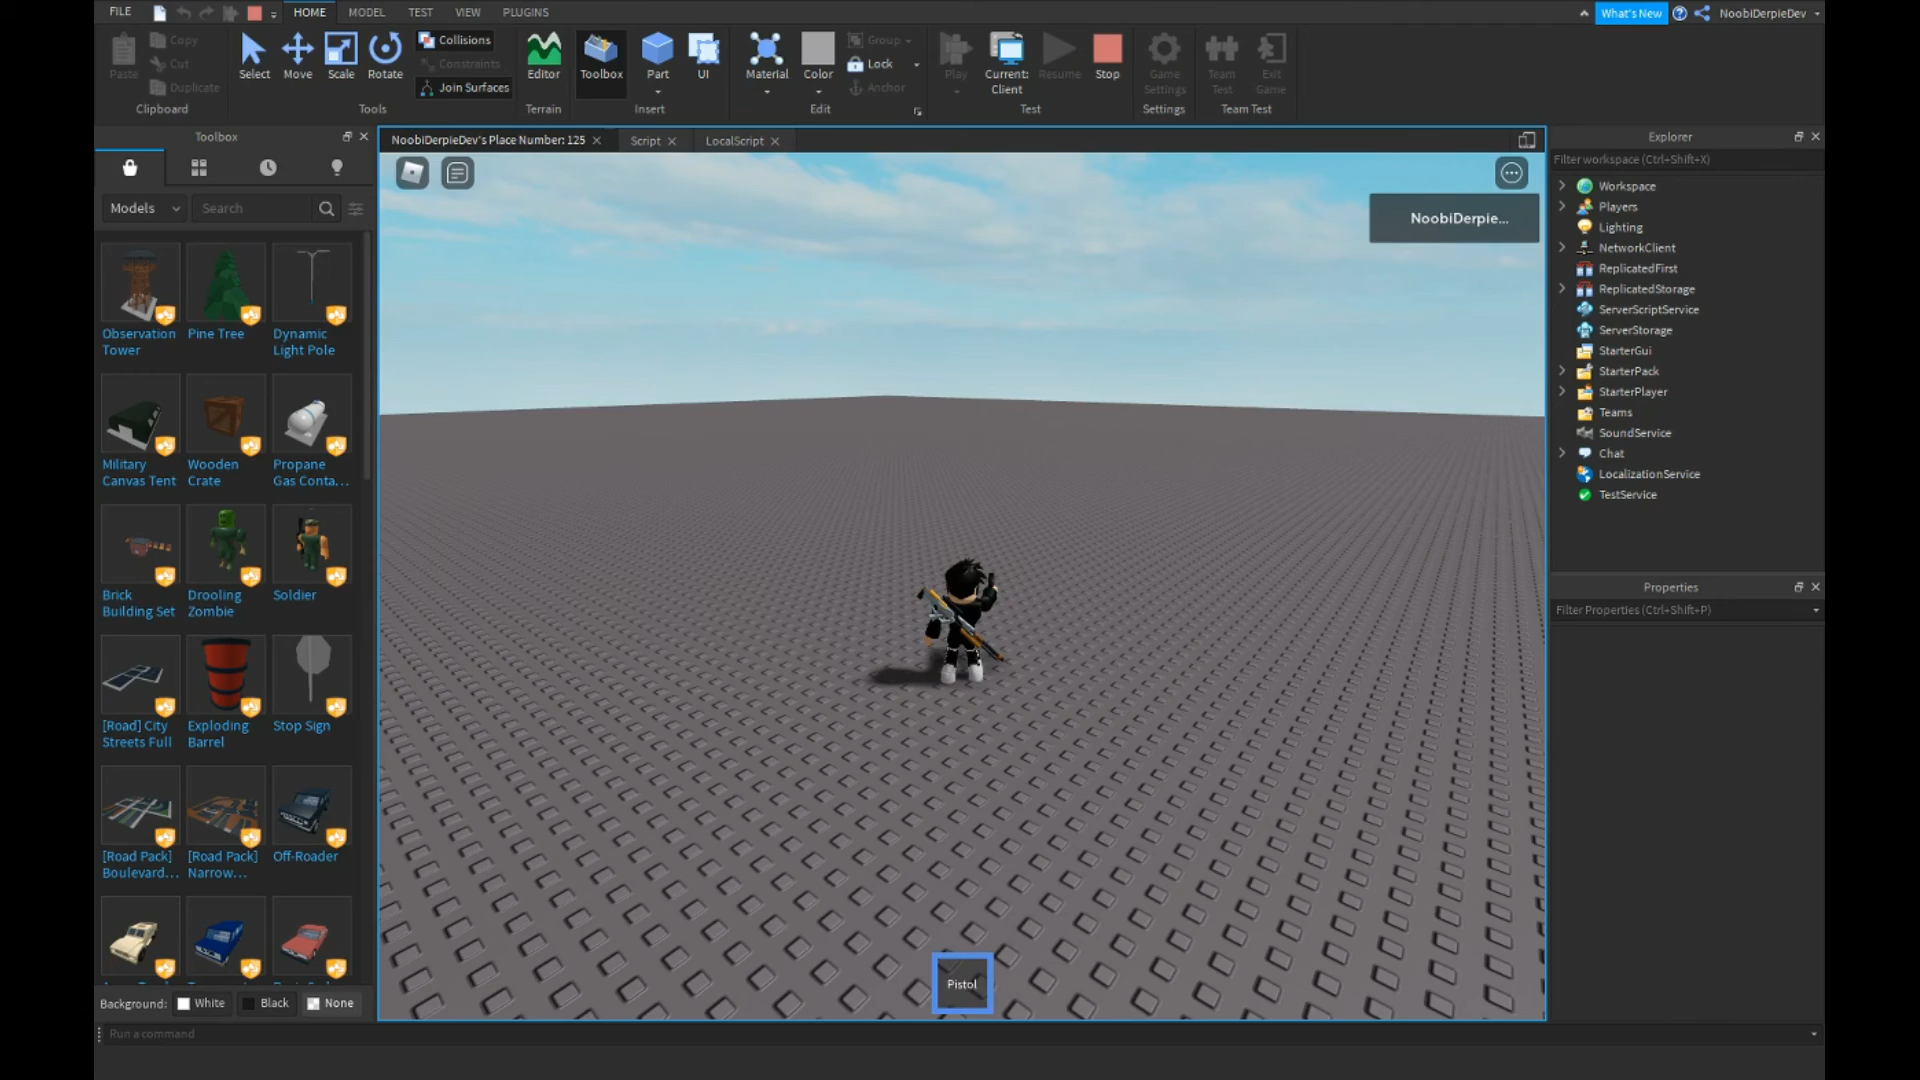 FILE
HOME
MODEL
TEST
VIEW
PLUGINS
What's New
NoobiDerpieDev
Paste
Copy
Cut
Duplicate
Clipboard
Select
Move
Scale
Rotate
Collisions
Constraints
Join Surfaces
Tools
Editor
Terrain
Toolbox
Part
UI
Insert
Material
Color
Group
Lock
Anchor
Edit
Play
Current:
Client
Resume
Stop
Test
Game
Settings
Settings
Team
Test
Exit
Game
Team Test
Toolbox
Models
Search
Observation
Tower
Pine Tree
Dynamic
Light Pole
Military
Canvas Tent
Wooden
Crate
Propane
Gas Conta...
Brick
Building Set
Drooling
Zombie
Soldier
[Road] City
Streets Full
Exploding
Barrel
Stop Sign
[Road Pack]
Boulevard...
[Road Pack]
Narrow...
Off-Roader
Background:
White
Black
None
Run a command
NoobiDerpieDev's Place Number: 125
Script
LocalScript
NoobiDerpie...
Pistol
Explorer
Filter workspace (Ctrl+Shift+X)
Workspace
Players
Lighting
NetworkClient
ReplicatedFirst
ReplicatedStorage
ServerScriptService
ServerStorage
StarterGui
StarterPack
StarterPlayer
Teams
SoundService
Chat
LocalizationService
TestService
Properties
Filter Properties (Ctrl+Shift+P)